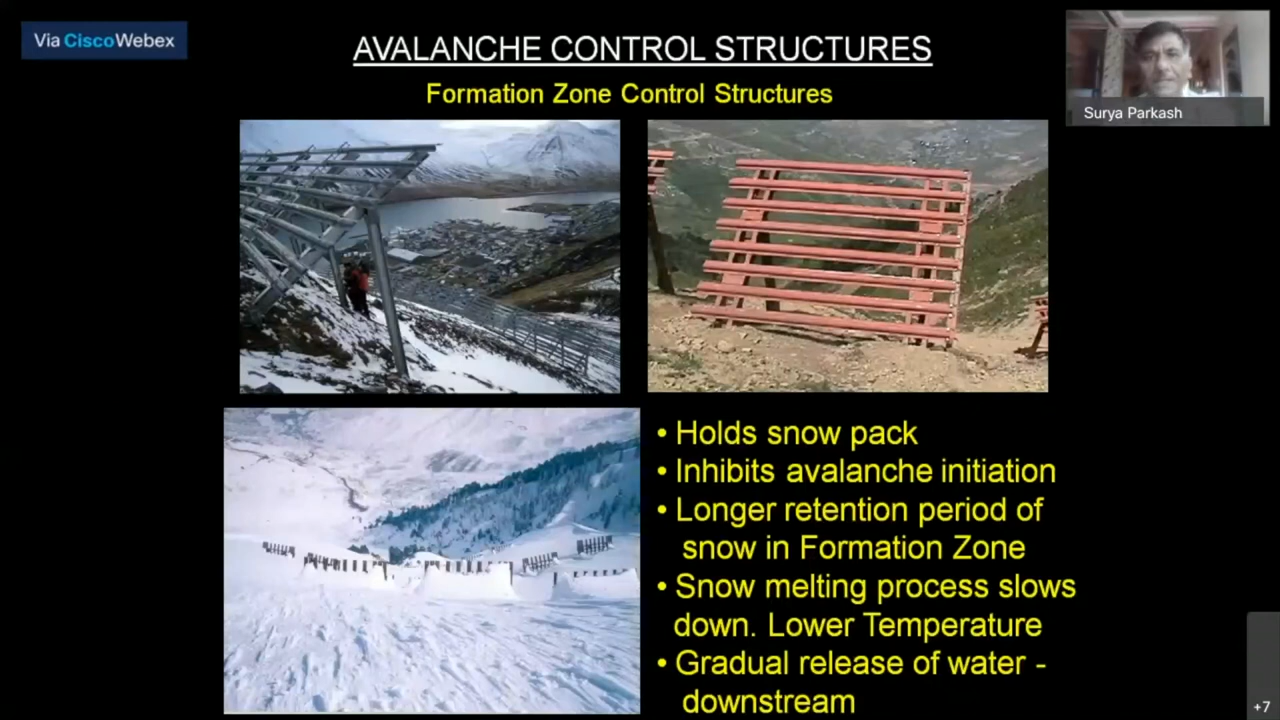 Via CiscoWebex
AVALANCHE CONTROL STRUCTURES
Formation Zone Control Structures
Surya Parkash
• Holds snow pack
• Inhibits avalanche initiation
• Longer retention period of
snow in Formation Zone
• Snow melting process slows
down. Lower Temperature
• Gradual release of water -
downstream
+7